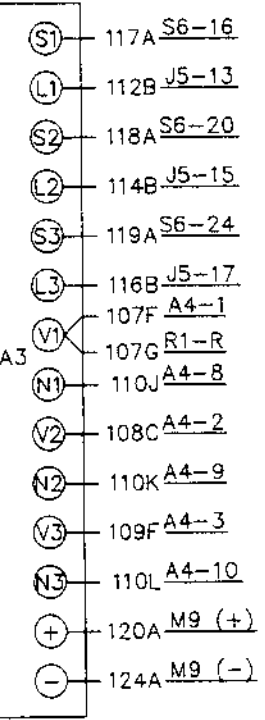 S1 117A S6-16
L1 112B J5-13
S2 118A S6-20
L2 114B J5-15
S3 119A S6-24
L3 116B J5-17
107F A4-1
V1
107G R1-R
A3
N1 110J A4-8
V2 108C A4-2
N2 110K A4-9
V3 109F A4-3
N3 110L A4-10
+ 120A M9 (+)
- 124A M9 (-)